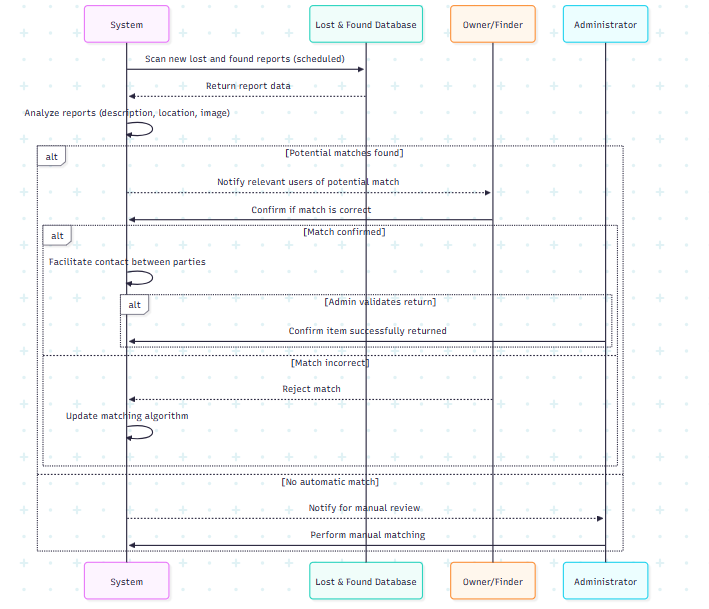 System
Lost & Found Database
Owner/Finder
Administrator
Scan new lost and found reports (scheduled)
Return report data
Analyze reports (description, location, image)
alt
[Potential matches found]
Notify relevant users of potential match
Confirm if match is correct
alt
[Match confirmed]
Facilitate contact between parties
alt
[Admin validates return]
Confirm item successfully returned
[Match incorrect]
Reject match
Update matching algorithm
[No automatic match]
Notify for manual review
Perform manual matching
System
Lost & Found Database
Owner/Finder
Administrator